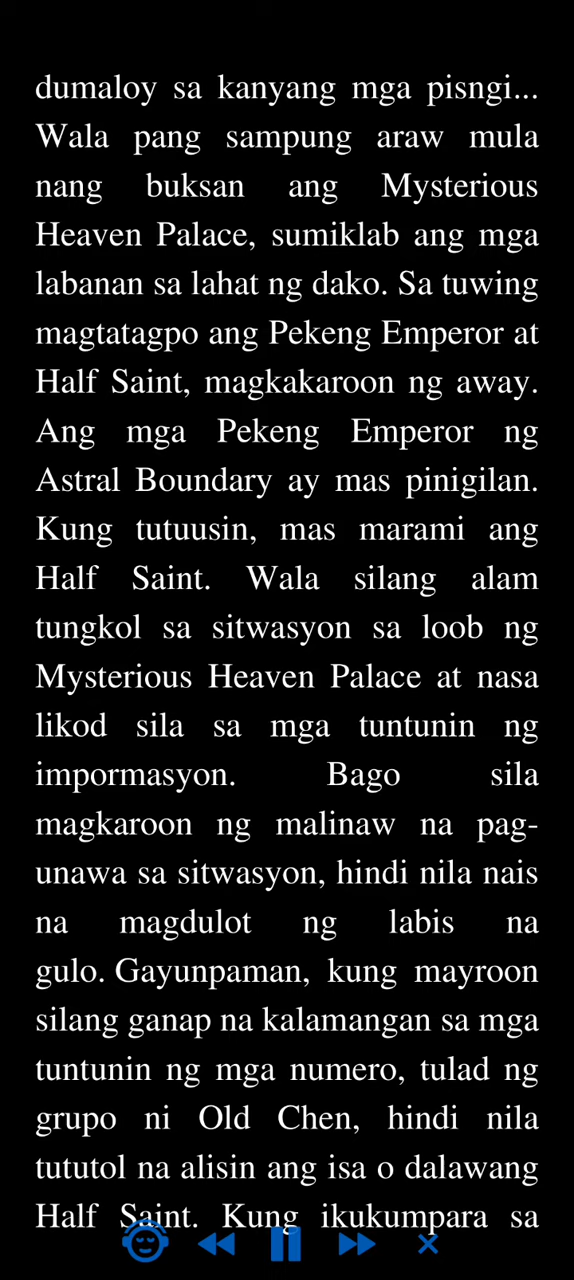 dumaloy sa kanyang mga pisngi...
Wala pang sampung araw mula
nang buksan ang Mysterious
Heaven Palace, sumiklab ang mga
labanan sa lahat ng dako. Sa tuwing
magtatagpo ang Pekeng Emperor at
Half Saint, magkakaroon ng away.
Ang mga Pekeng Emperor ng
Astral Boundary ay mas pinigilan.
Kung tutuusin, mas marami ang
Half Saint. Wala silang alam
tungkol sa sitwasyon sa loob ng
Mysterious Heaven Palace at nasa
likod sila sa mga tuntunin ng
impormasyon. Bago sila
magkaroon ng malinaw na pag-
unawa sa sitwasyon, hindi nila nais
na magdulot ng labis na
gulo. Gayunpaman, kung mayroon
silang ganap na kalamangan sa mga
tuntunin ng mga numero, tulad ng
grupo ni Old Chen, hindi nila
tututol na alisin ang isa o dalawang
Half Saint. Kung ikukumpara sa